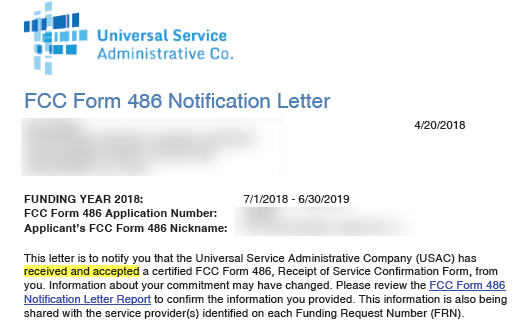 Universal Service
Administrative Co.
FCC Form 486 Notification Letter
4/20/2018
FUNDING YEAR 2018: 7/1/2018 - 6/30/2019
FCC Form 486 Application Number:
Applicant's FCC Form 486 Nickname:
This letter is to notify you that the Universal Service Administrative Company (USAC) has
received and accepted a certified FCC Form 486, Receipt of Service Confirmation Form, from
you. Information about your commitment may have changed. Please review the FCC Form 486
Notification Letter Report to confirm the information you provided. This information is also being
shared with the service provider(s) identified on each Funding Request Number (FRN).